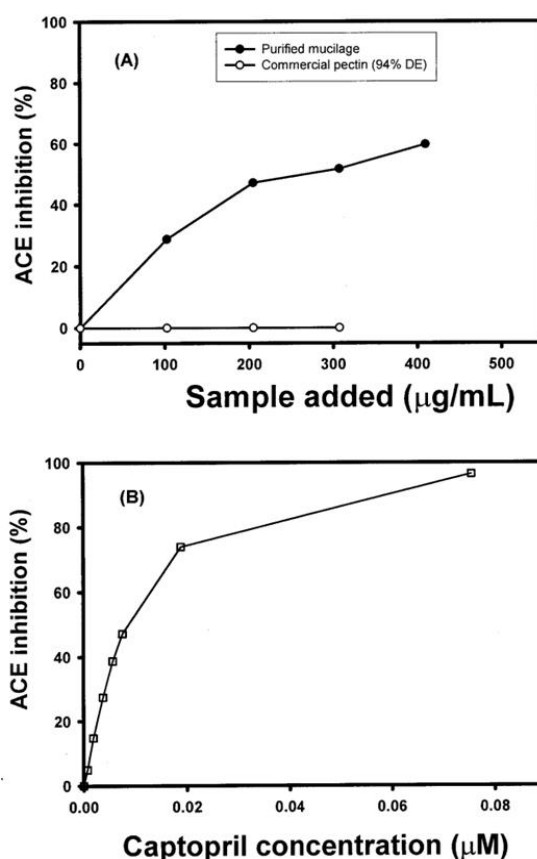 100
80
60
40
20
0
ACE inhibition (%)
(A)
Purified mucilage
Commercial pectin (94% DE)
0 100 200 300 400 500
Sample added (μg/mL)
100
80
60
40
20
0
ACE inhibition (%)
(B)
0.00 0.02 0.04 0.06 0.08
Captopril concentration (μM)